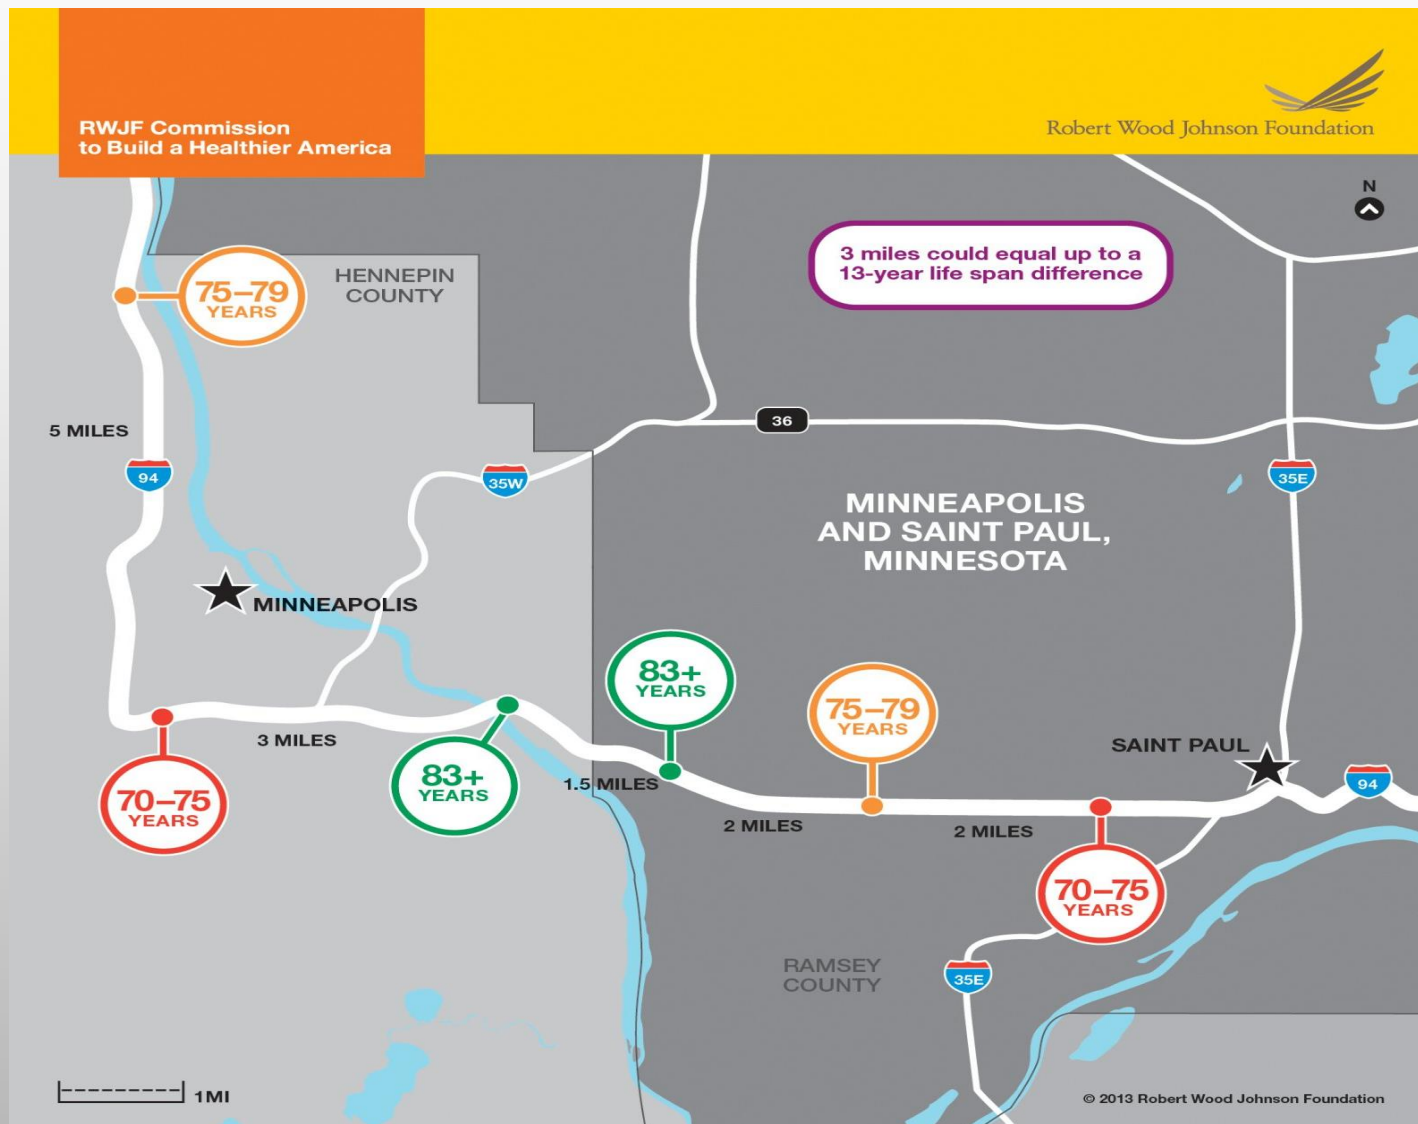 RWJF Commission
to Build a Healthier America
Robert Wood Johnson Foundation
N
3 miles could equal up to a
13-year life span difference
HENNEPIN
COUNTY
75–79
YEARS
5 MILES
94
35W
36
35E
MINNEAPOLIS
AND SAINT PAUL,
MINNESOTA
MINNEAPOLIS
83+
YEARS
75–79
YEARS
SAINT PAUL
3 MILES
70–75
YEARS
83+
YEARS
1.5 MILES
2 MILES
2 MILES
94
70–75
YEARS
RAMSEY
COUNTY
35E
1MI
© 2013 Robert Wood Johnson Foundation